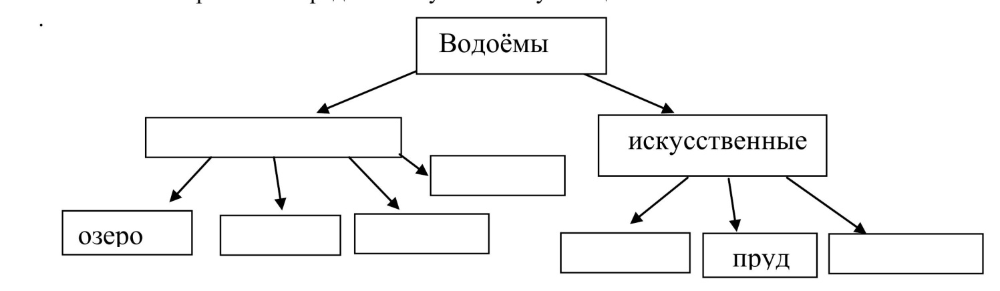 Водоёмы
искусственные
озеро
пруд